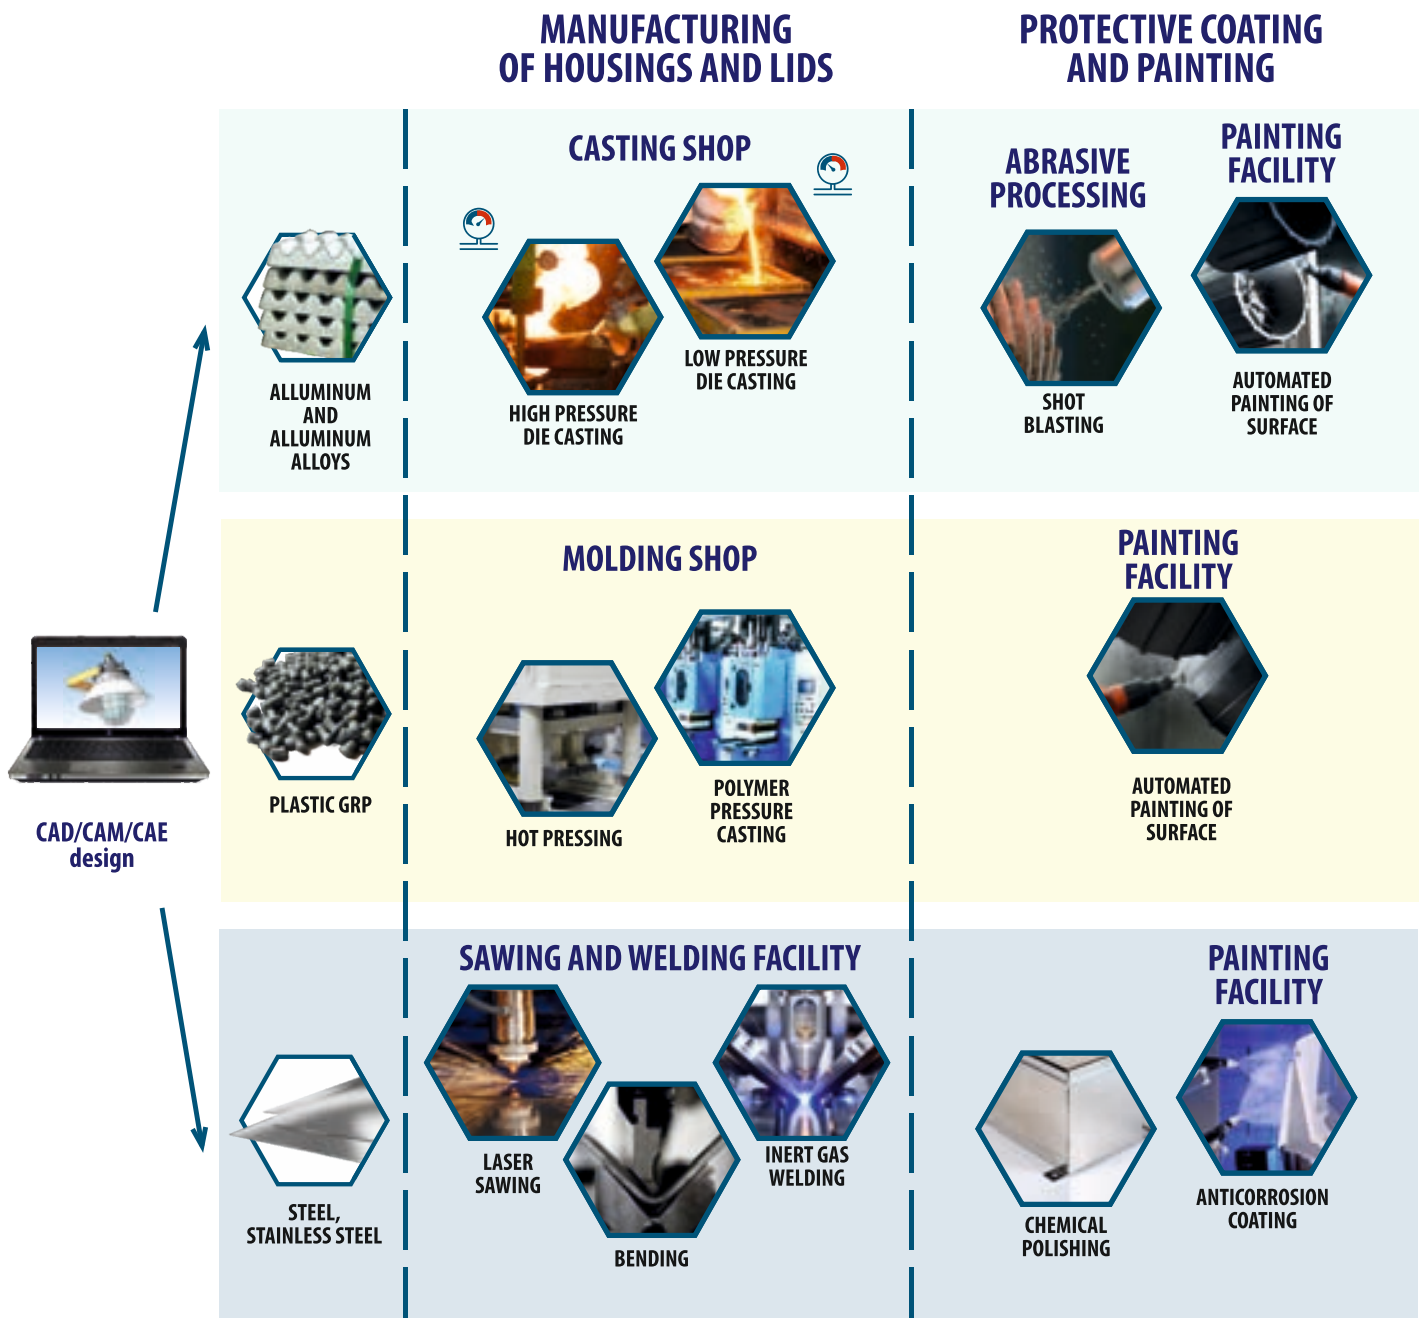 MANUFACTURING
OF HOUSINGS AND LIDS
PROTECTIVE COATING
AND PAINTING
CASTING SHOP
ABRASIVE
PROCESSING
PAINTING
FACILITY
ALLUMINUM
AND
ALLUMINUM
ALLOYS
HIGH PRESSURE
DIE CASTING
LOW PRESSURE
DIE CASTING
SHOT
BLASTING
AUTOMATED
PAINTING OF
SURFACE
MOLDING SHOP
PAINTING
FACILITY
CAD/CAM/CAE
design
PLASTIC GRP
HOT PRESSING
POLYMER
PRESSURE
CASTING
AUTOMATED
PAINTING OF
SURFACE
SAWING AND WELDING FACILITY
PAINTING
FACILITY
STEEL,
STAINLESS STEEL
LASER
SAWING
BENDING
INERT GAS
WELDING
CHEMICAL
POLISHING
ANTICORROSION
COATING